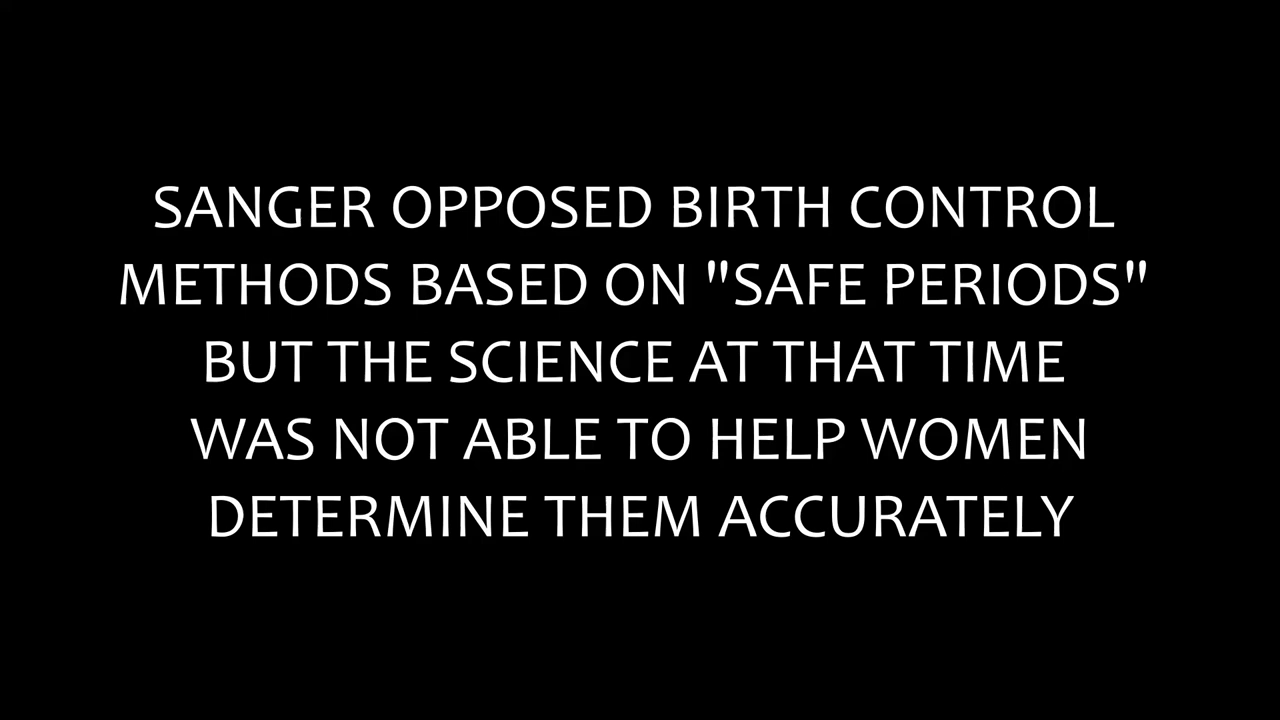 SANGER OPPOSED BIRTH CONTROL
METHODS BASED ON "SAFE PERIODS"
BUT THE SCIENCE AT THAT TIME
WAS NOT ABLE TO HELP WOMEN
DETERMINE THEM ACCURATELY